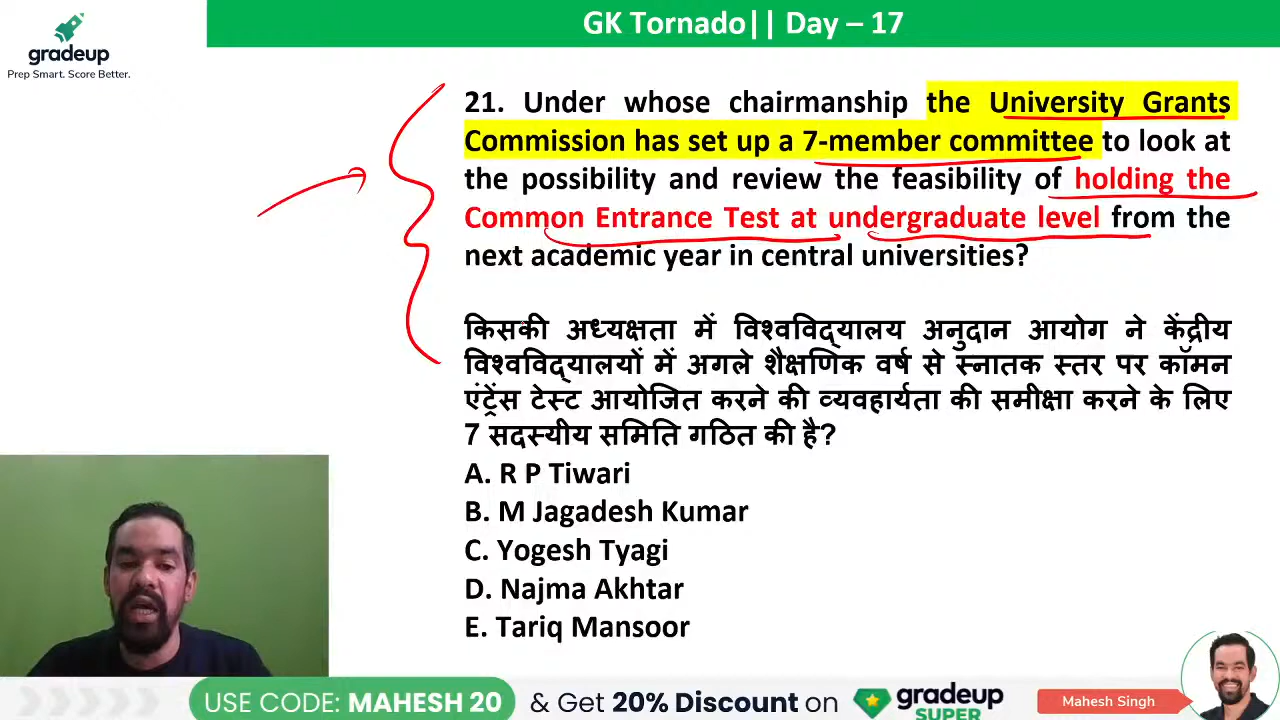 GK Tornado|| Day – 17
gradeup
Prep Smart. Score Better.
21. Under whose chairmanship the University Grants
Commission has set up a 7-member committee to look at
the possibility and review the feasibility of holding the
Common Entrance Test at undergraduate level from the
next academic year in central universities?
किसकी अध्यक्षता में विश्वविद्यालय अनुदान आयोग ने केंद्रीय
विश्वविद्यालयों में अगले शैक्षणिक वर्ष से स्नातक स्तर पर कॉमन
एंट्रेंस टेस्ट आयोजित करने की व्यवहार्यता की समीक्षा करने के लिए
7 सदस्यीय समिति गठित की है?
A. R P Tiwari
B. M Jagadesh Kumar
C. Yogesh Tyagi
D. Najma Akhtar
E. Tariq Mansoor
USE CODE: MAHESH 20 & Get 20% Discount on gradeup SUPER
Mahesh Singh